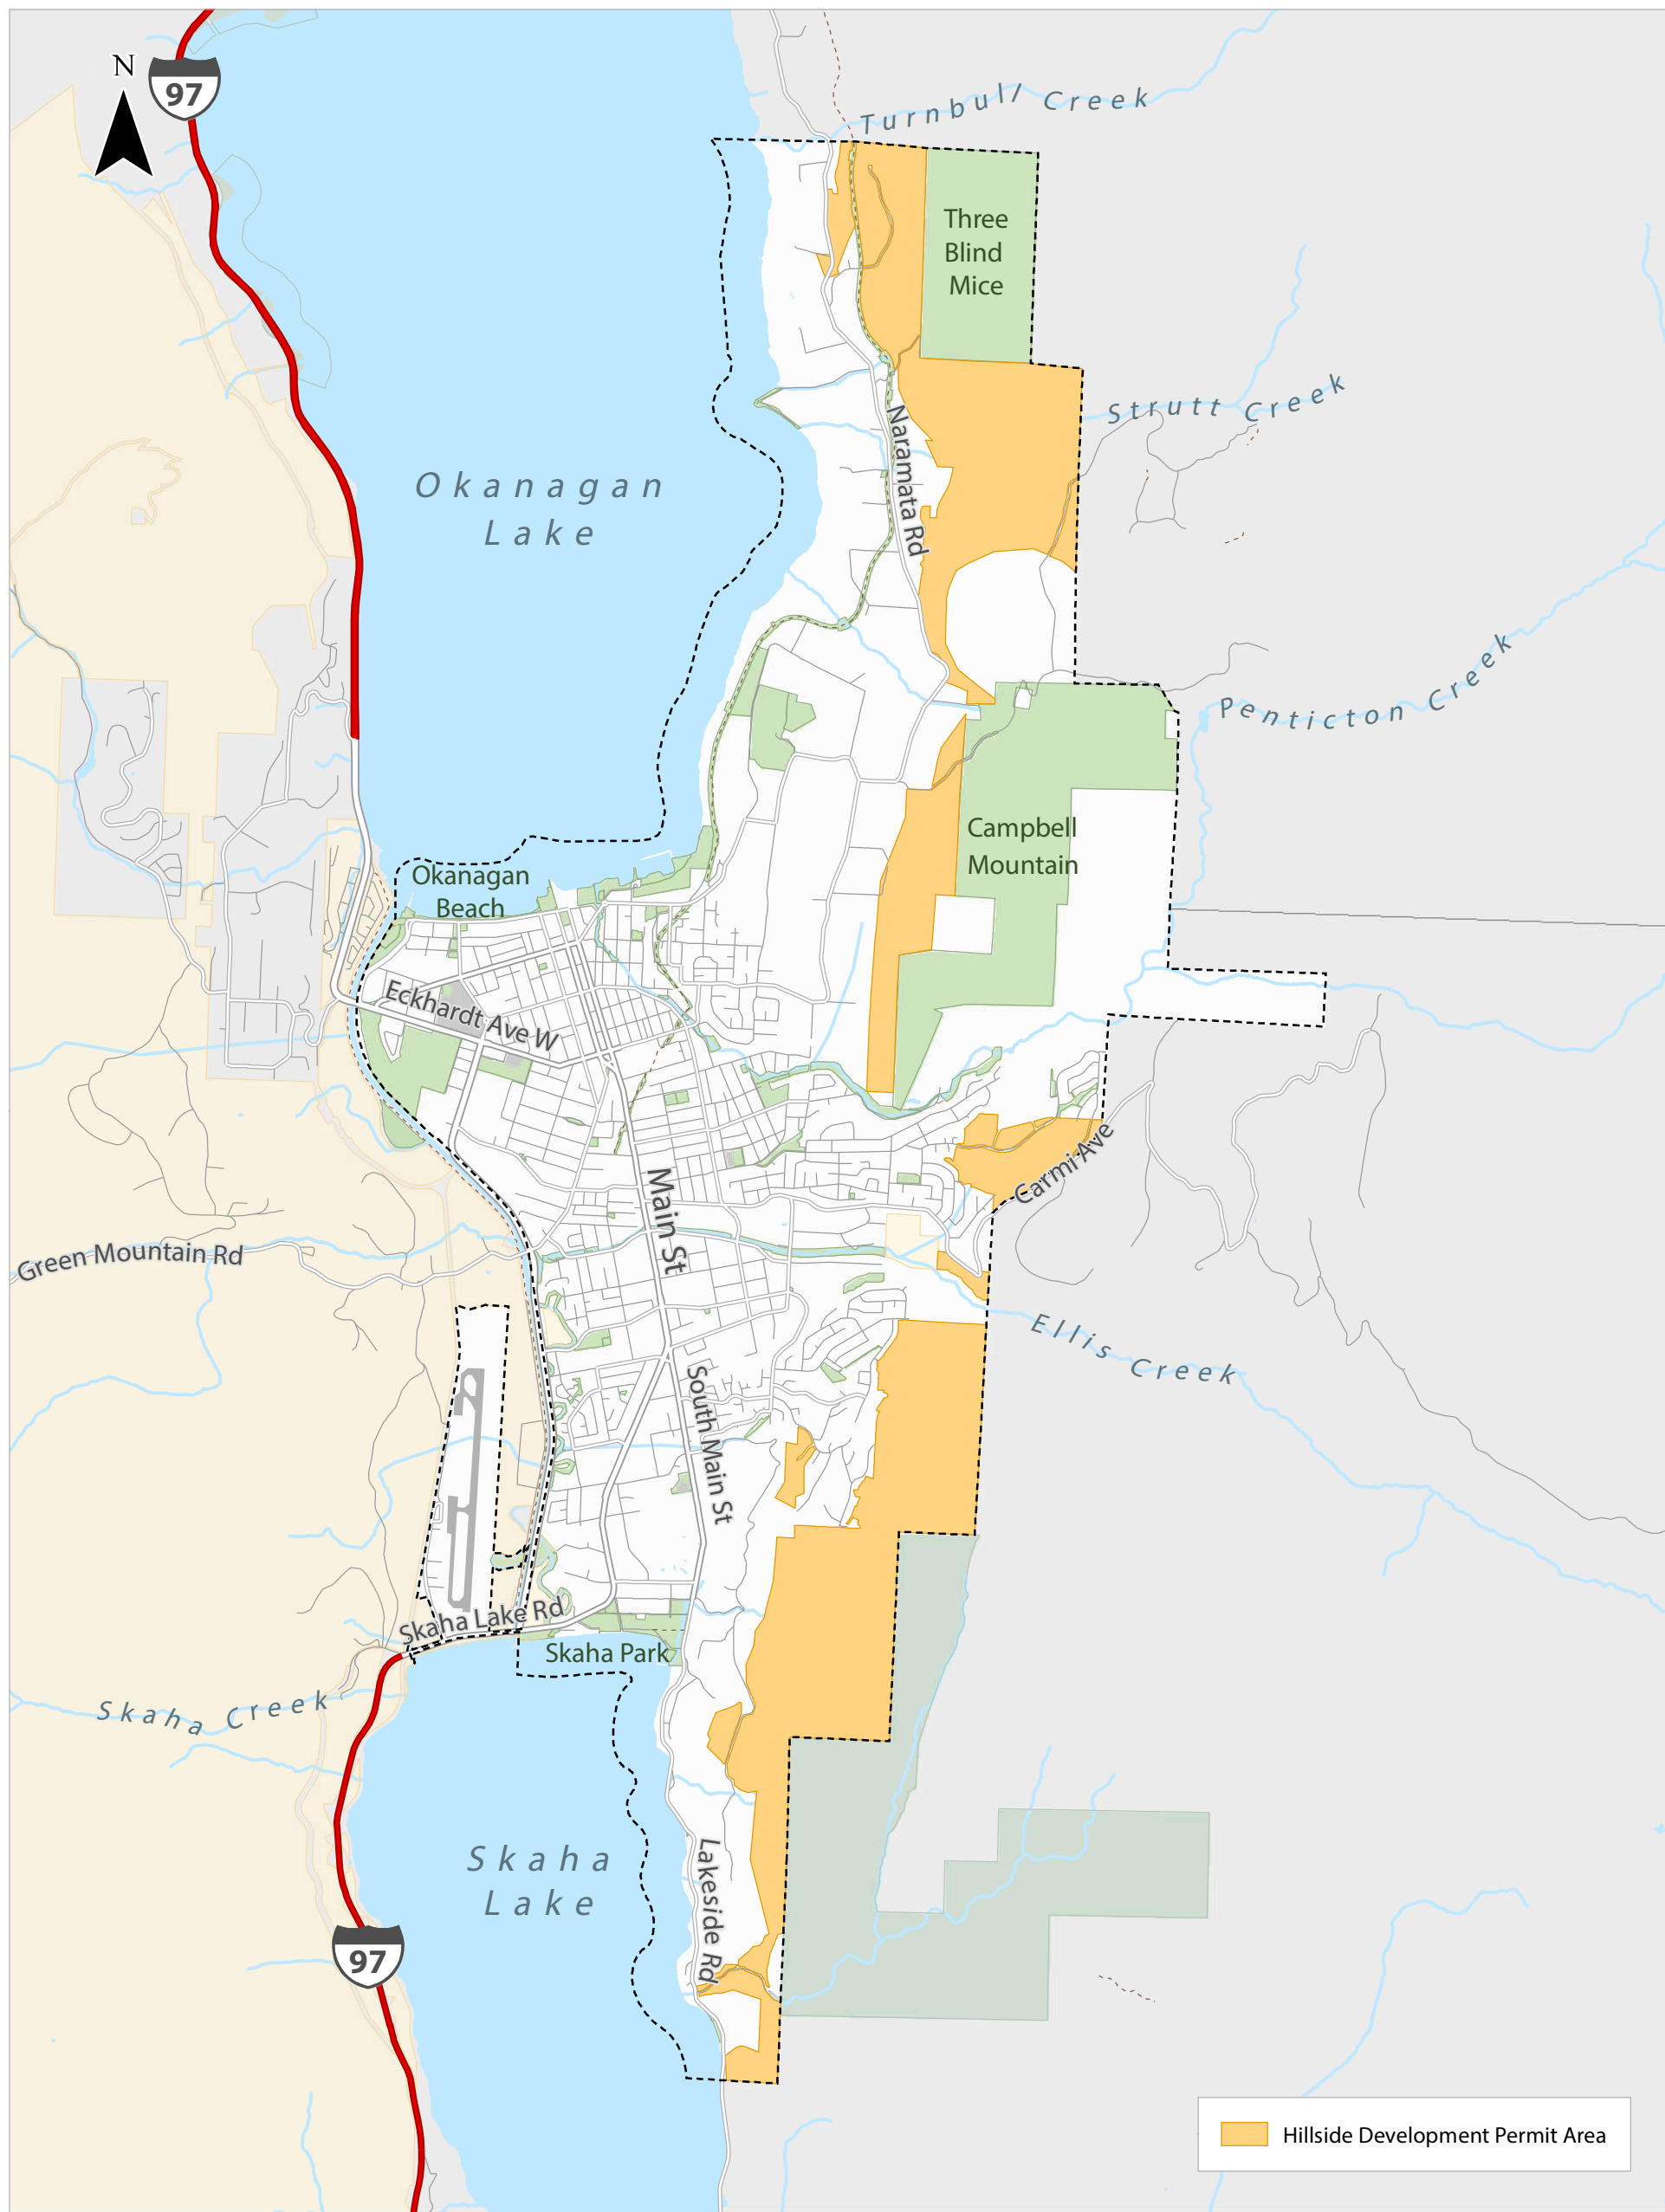 N
97
Turnbull Creek
Three
Blind
Mice
Strutt Creek
Naramata Rd
Okanagan
Lake
Penticton Creek
Campbell
Mountain
Okanagan
Beach
Eckhardt Ave W
Carmi Ave
Main St
Green Mountain Rd
Ellis Creek
South Main St
Skaha Lake Rd
Skaha Park
Skaha Creek
Skaha
Lake
Lakeside Rd
97
Hillside Development Permit Area